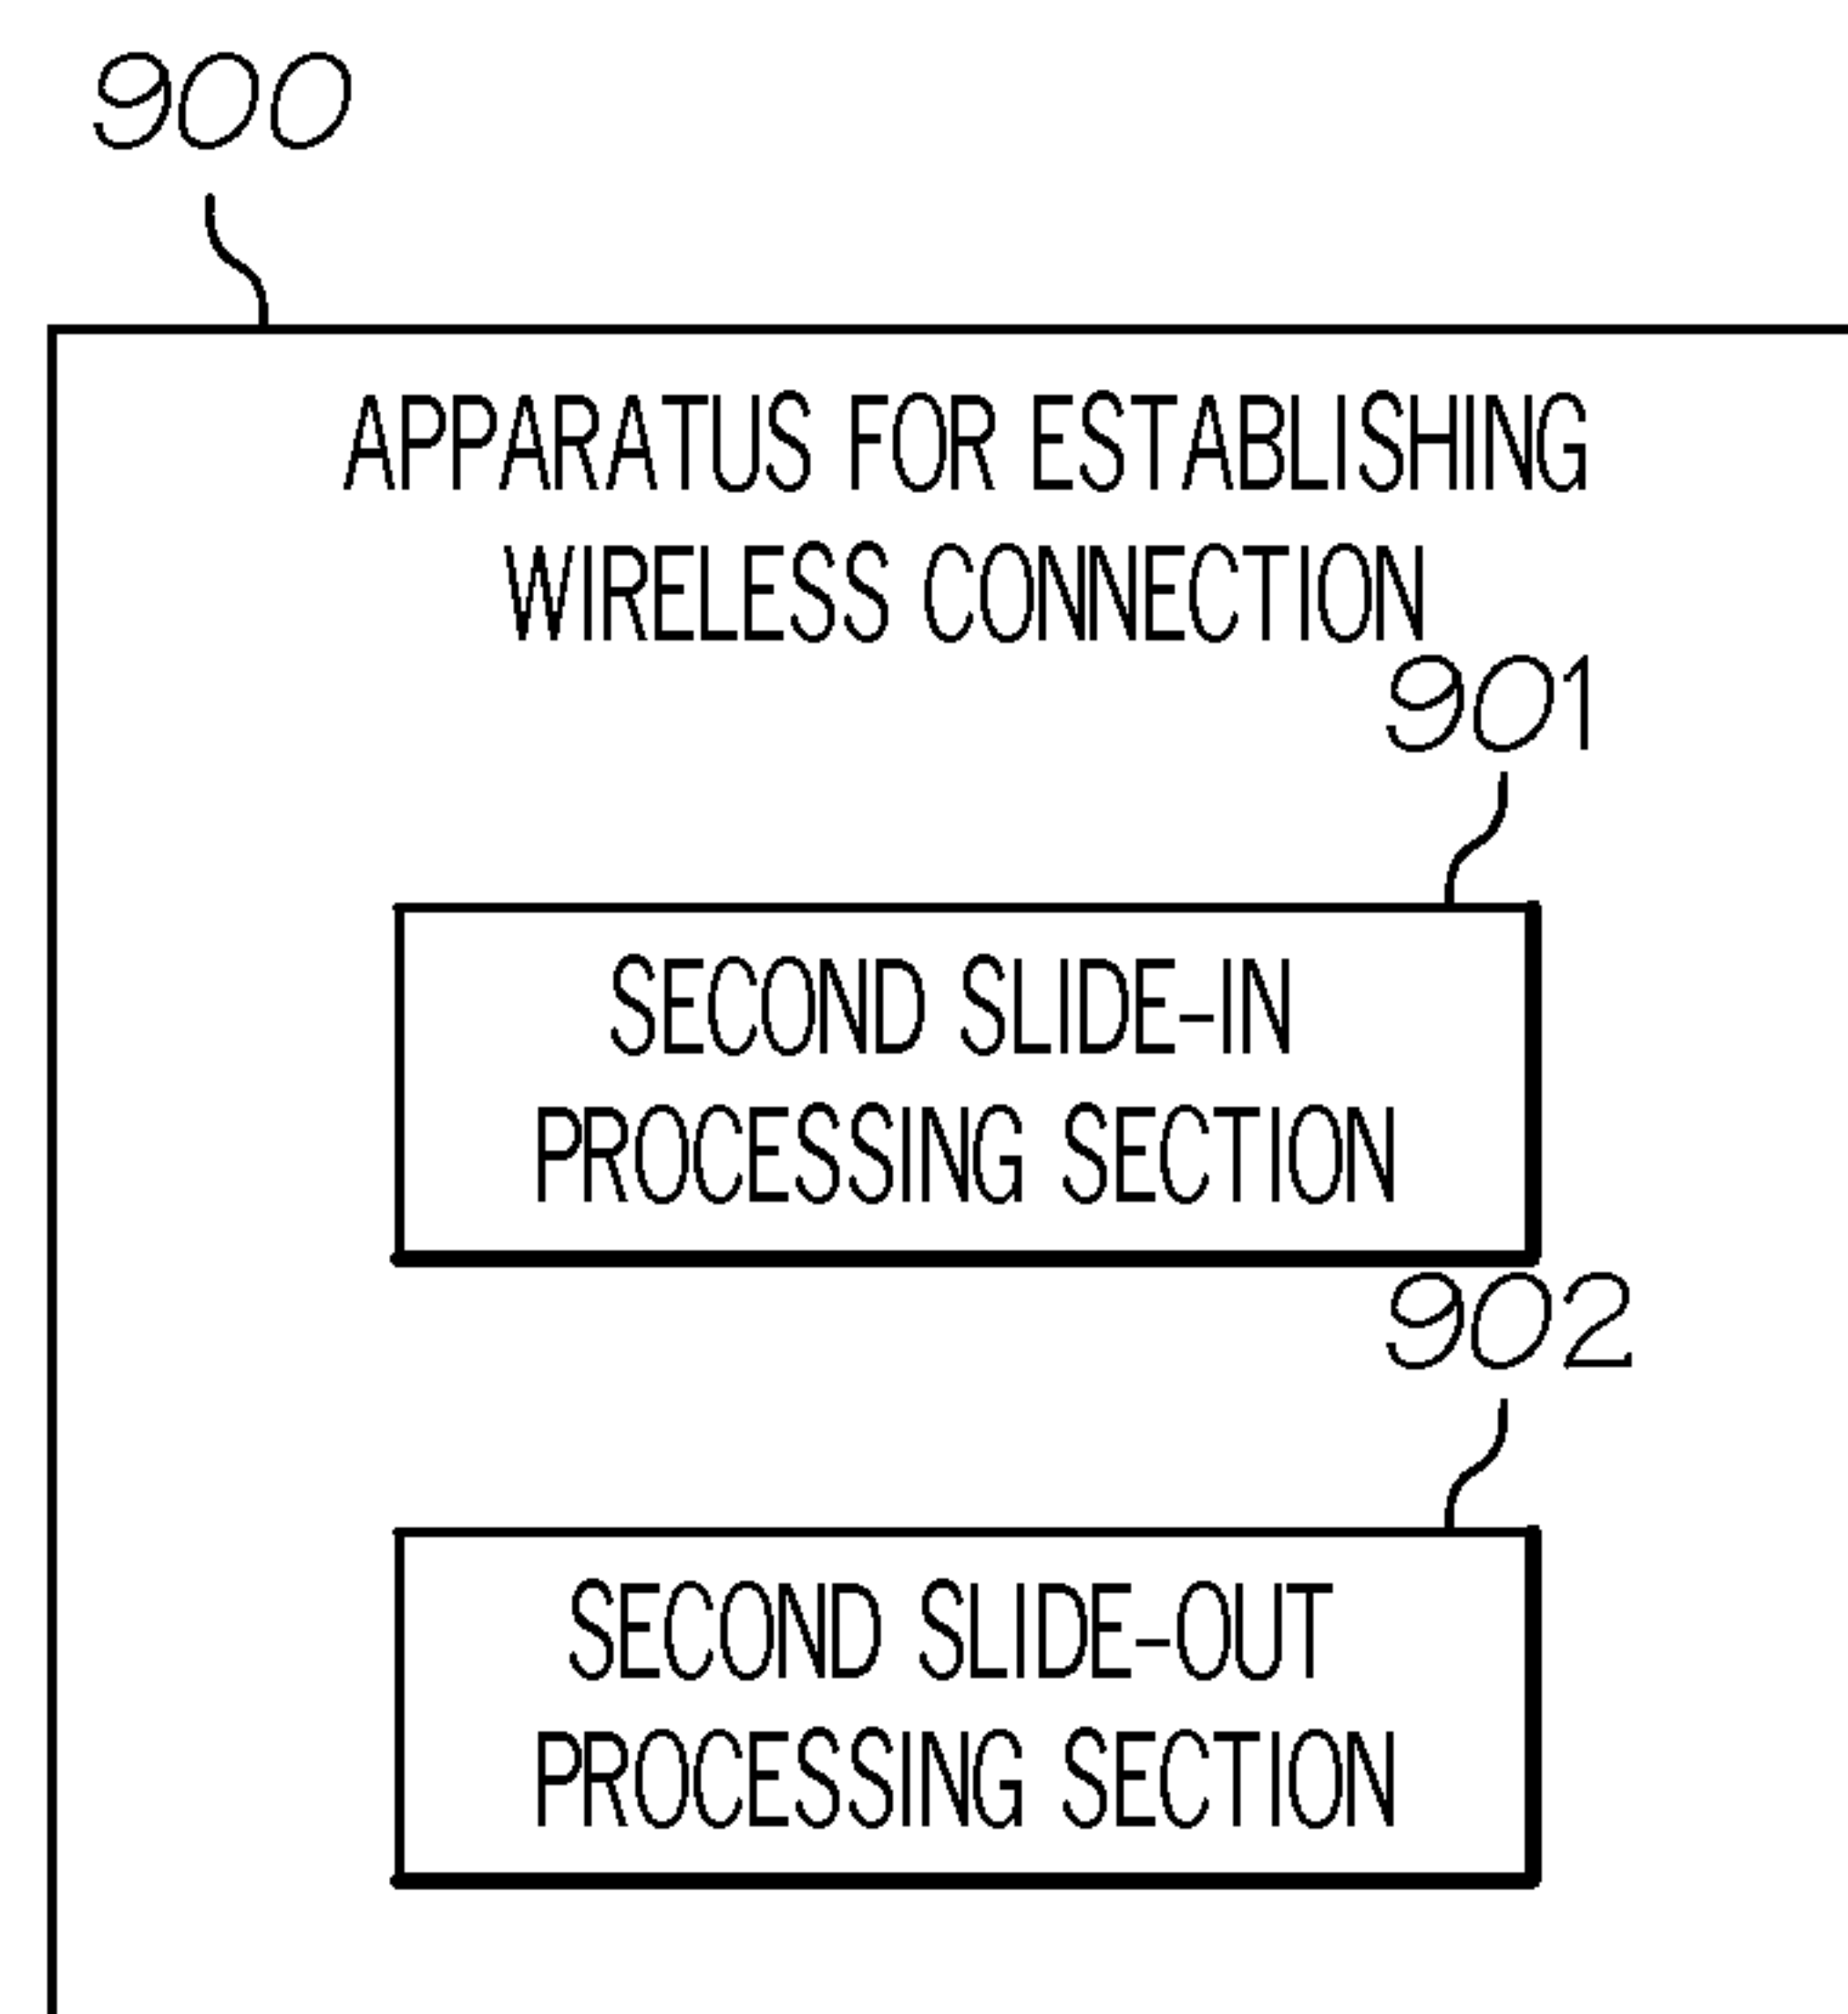 900
APPARATUS FOR ESTABLISHING
WIRELESS CONNECTION
901
SECOND SLIDE-IN
PROCESSING SECTION
902
SECOND SLIDE-OUT
PROCESSING SECTION